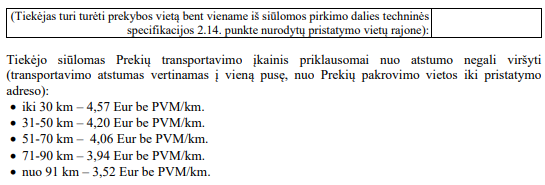 (Tiekėjas turi turėti prekybos vietą bent viename iš siūlomos pirkimo dalies techninės
specifikacijos 2.14. punkte nurodytų pristatymo vietų rajone):
Tiekėjo siūlomas Prekių transportavimo įkainis priklausomai nuo atstumo negali viršyti
(transportavimo atstumas vertinamas į vieną pusę, nuo Prekių pakrovimo vietos iki pristatymo
adreso):
• iki 30 km – 4,57 Eur be PVM/km.
• 31-50 km – 4,20 Eur be PVM/km.
• 51-70 km – 4,06 Eur be PVM/km.
• 71-90 km – 3,94 Eur be PVM/km.
• nuo 91 km – 3,52 Eur be PVM/km.